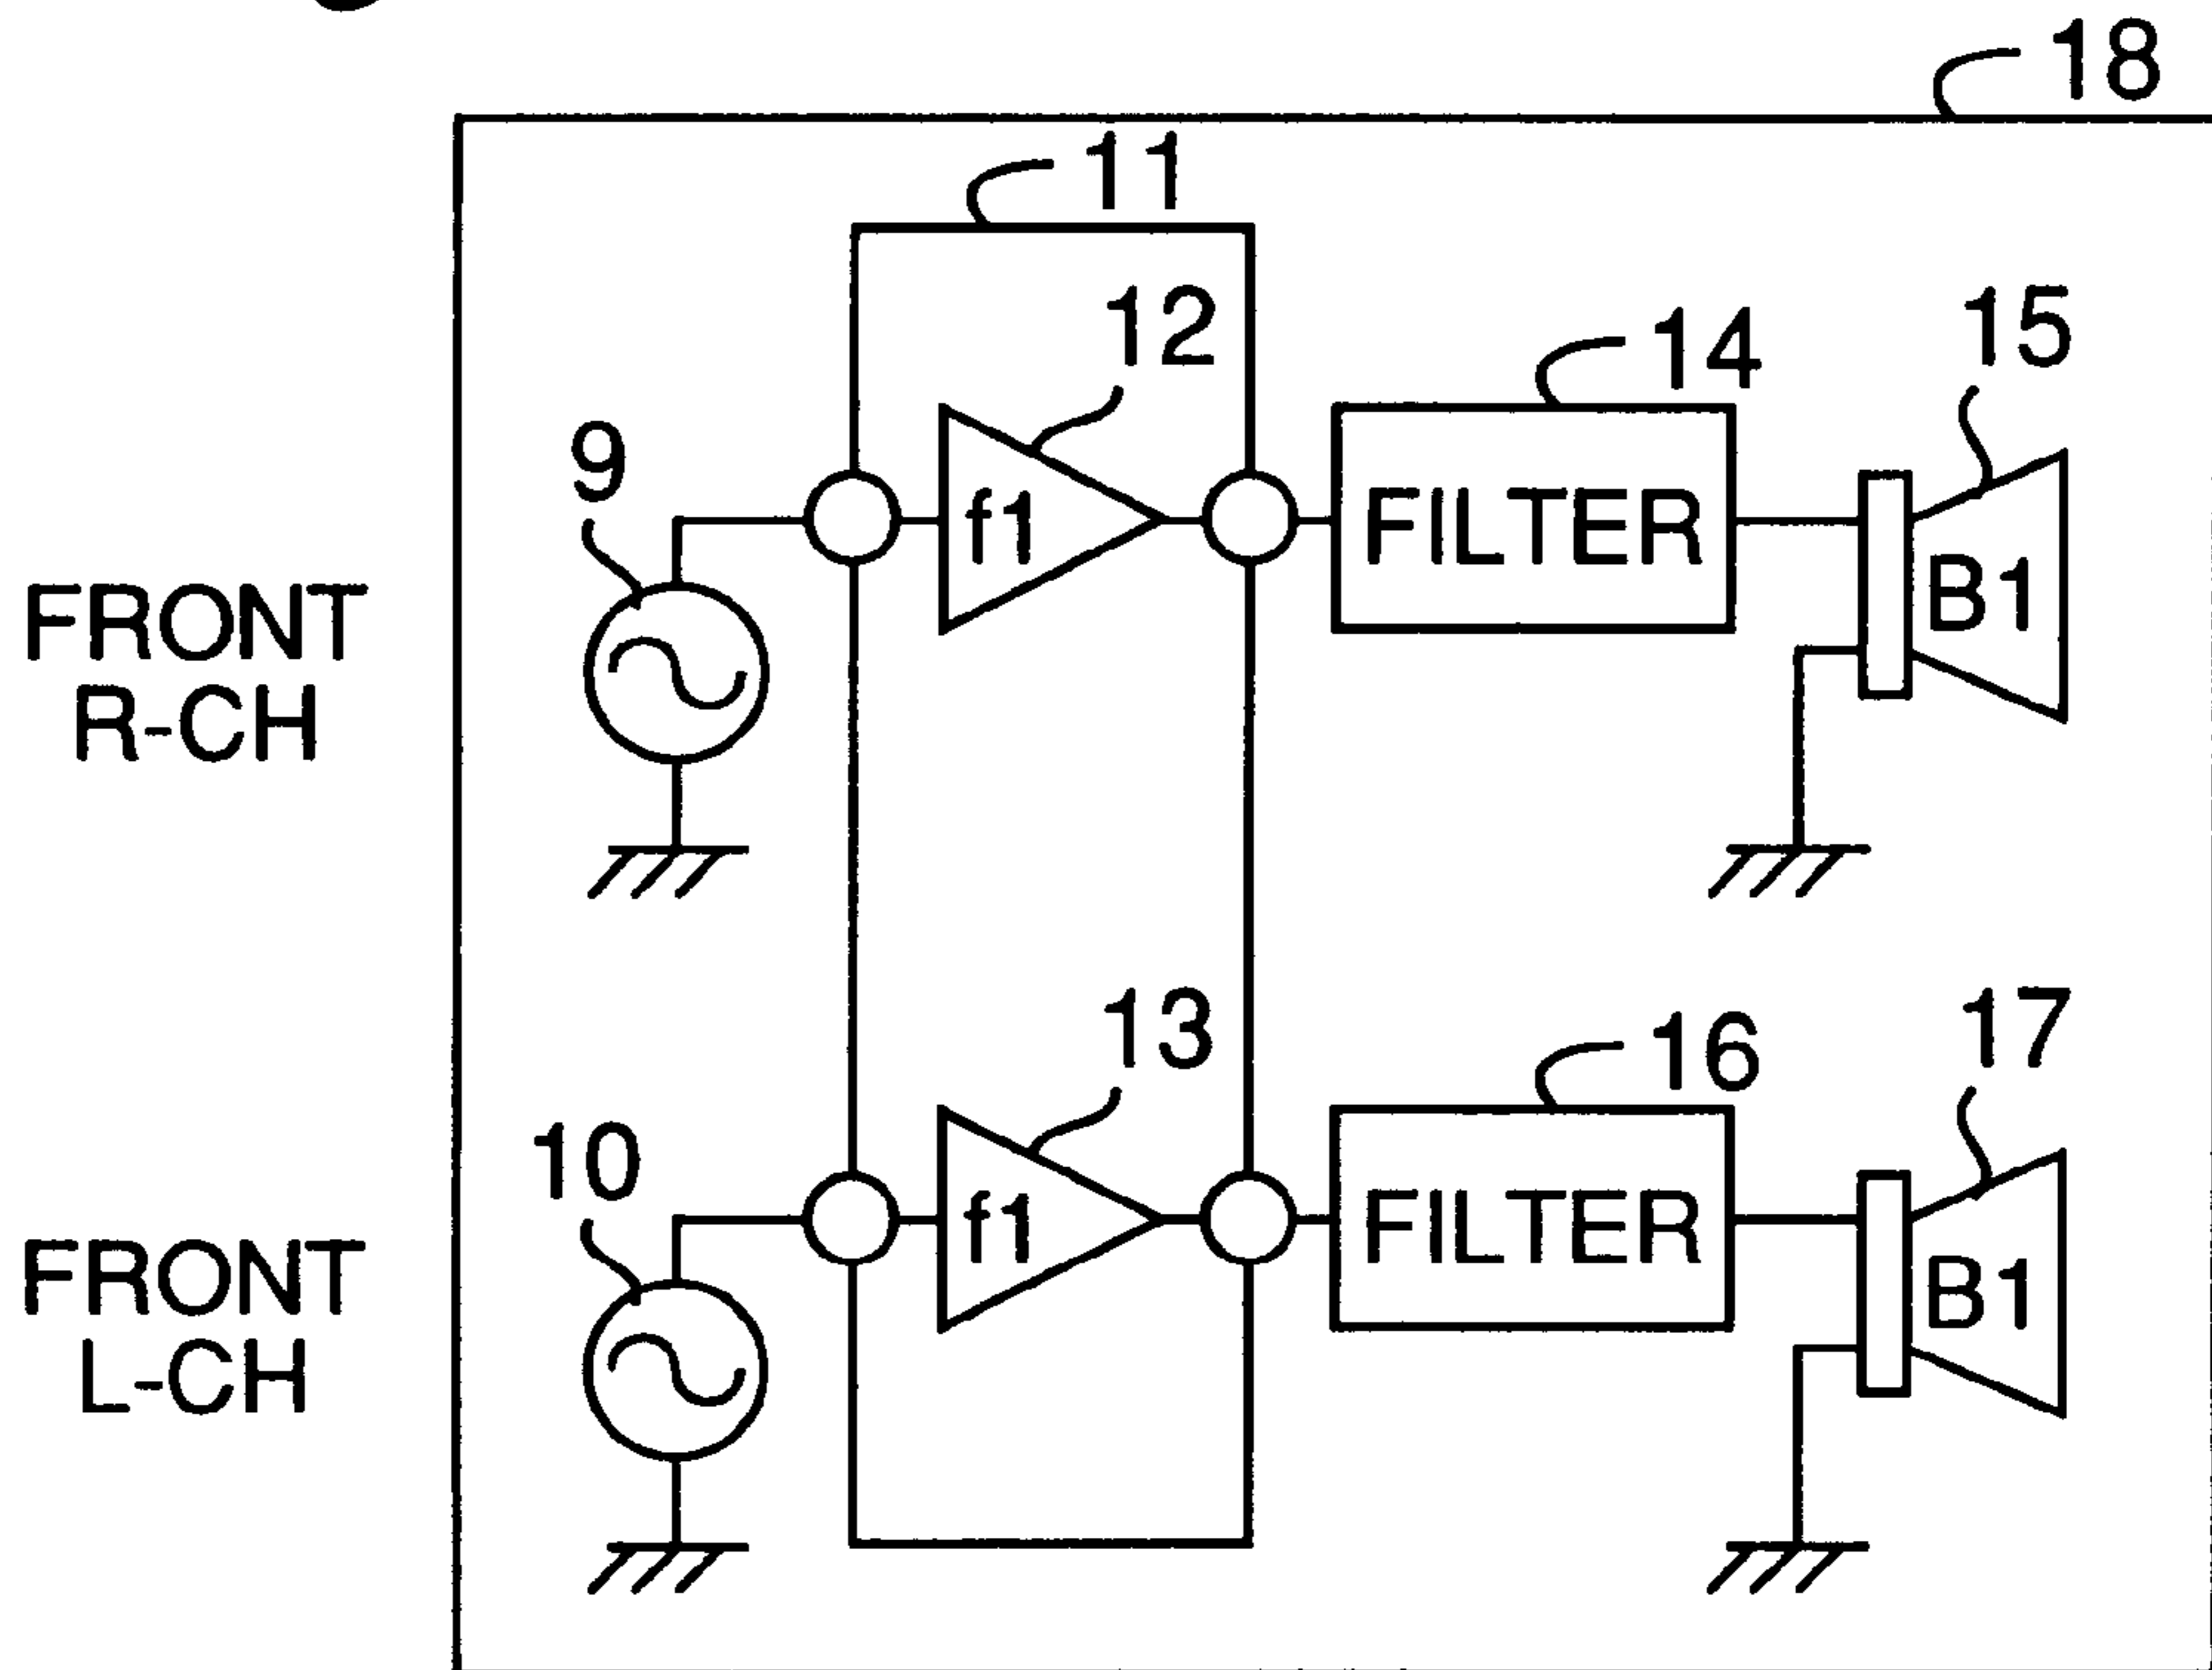 18
11
12
14
15
9
f1
FILTER
B1
FRONT
R-CH
13
16
17
10
f1
FILTER
B1
FRONT
L-CH